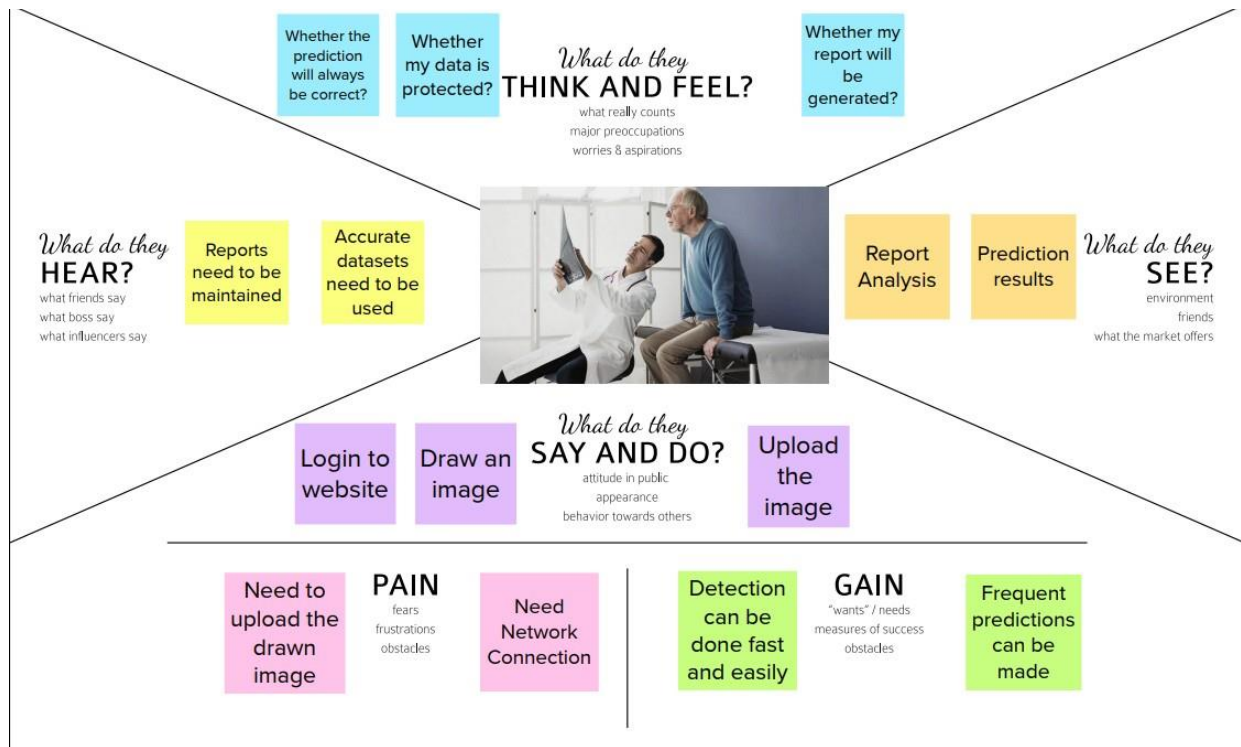 Whether the
prediction
will always
be correct?
Whether
my data is
protected?
What do they
THINK AND FEEL?
what really counts
major preoccupations
worries & aspirations
Whether my
report will
be
generated?
What do they
HEAR?
what friends say
what boss say
what influencers say
Reports
need to be
maintained
Accurate
datasets
need to be
used
Report
Analysis
Prediction
results
What do they
SEE?
environment
friends
what the market offers
Login to
website
Draw an
image
What do they
SAY AND DO?
attitude in public
appearance
behavior towards others
Upload
the
image
Need to
upload the
drawn
image
PAIN
fears
frustrations
obstacles
Need
Network
Connection
Detection
can be
done fast
and easily
GAIN
"wants" / needs
measures of success
obstacles
Frequent
predictions
can be
made